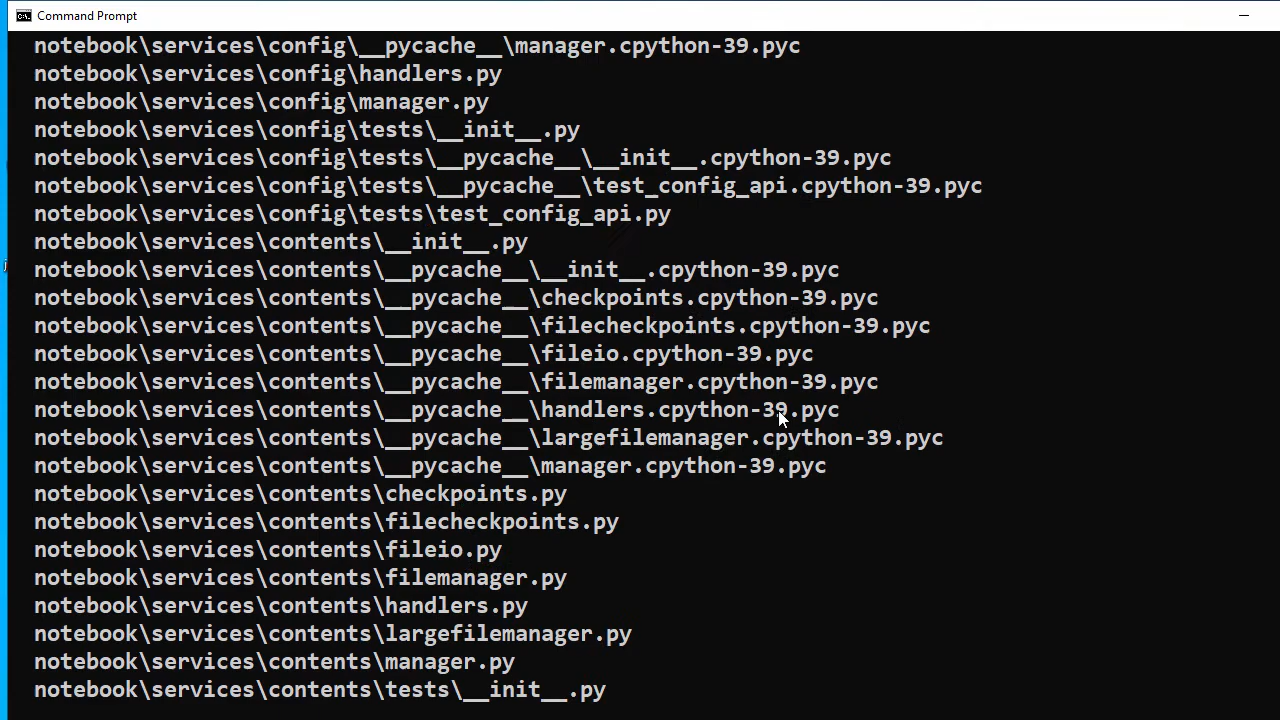 Command Prompt
notebook\services\config\__pycache__\manager.cpython-39.pyc
notebook\services\config\handlers.py
notebook\services\config\manager.py
notebook\services\config\tests\__init__.py
notebook\services\config\tests\__pycache__\__init__.cpython-39.pyc
notebook\services\config\tests\__pycache__\test_config_api.cpython-39.pyc
notebook\services\config\tests\test_config_api.py
notebook\services\contents\__init__.py
notebook\services\contents\__pycache__\__init__.cpython-39.pyc
notebook\services\contents\__pycache__\checkpoints.cpython-39.pyc
notebook\services\contents\__pycache__\filecheckpoints.cpython-39.pyc
notebook\services\contents\__pycache__\fileio.cpython-39.pyc
notebook\services\contents\__pycache__\filemanager.cpython-39.pyc
notebook\services\contents\__pycache__\handlers.cpython-39.pyc
notebook\services\contents\__pycache__\largefilemanager.cpython-39.pyc
notebook\services\contents\__pycache__\manager.cpython-39.pyc
notebook\services\contents\checkpoints.py
notebook\services\contents\filecheckpoints.py
notebook\services\contents\fileio.py
notebook\services\contents\filemanager.py
notebook\services\contents\handlers.py
notebook\services\contents\largefilemanager.py
notebook\services\contents\manager.py
notebook\services\contents\tests\__init__.py